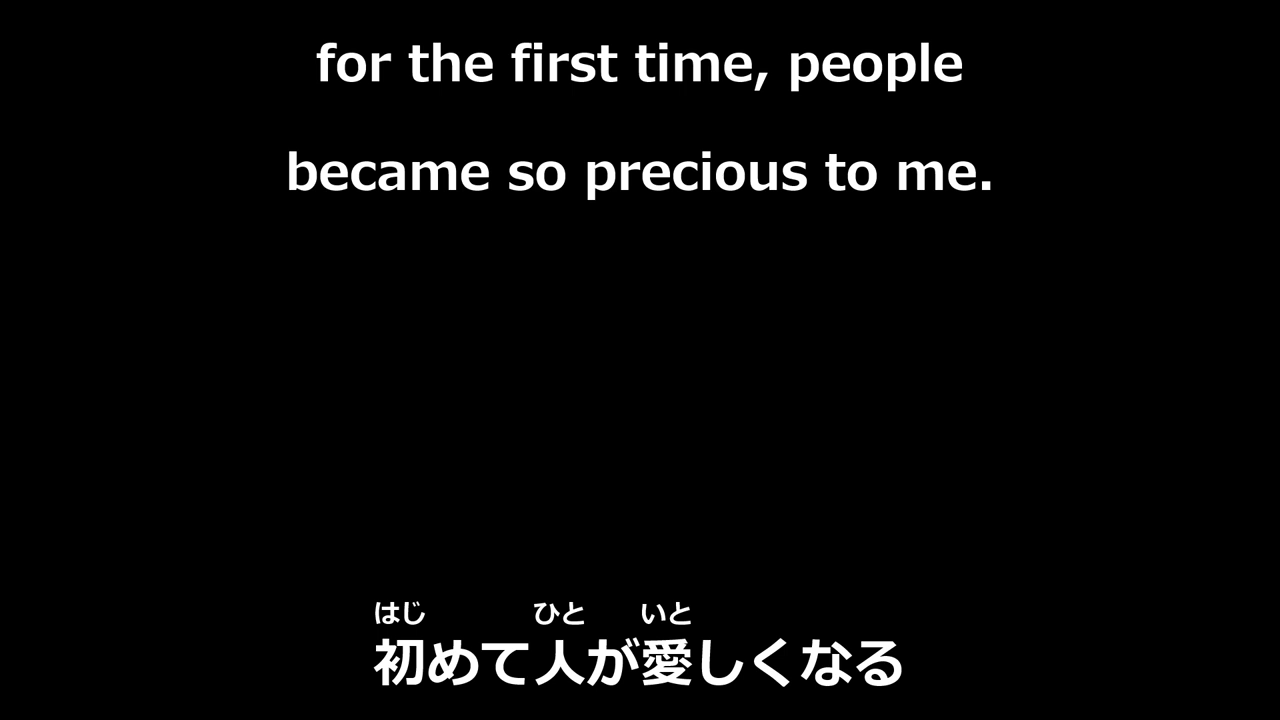 for the first time, people
became so precious to me.
はじ ひと いと
初めて人が愛しくなる